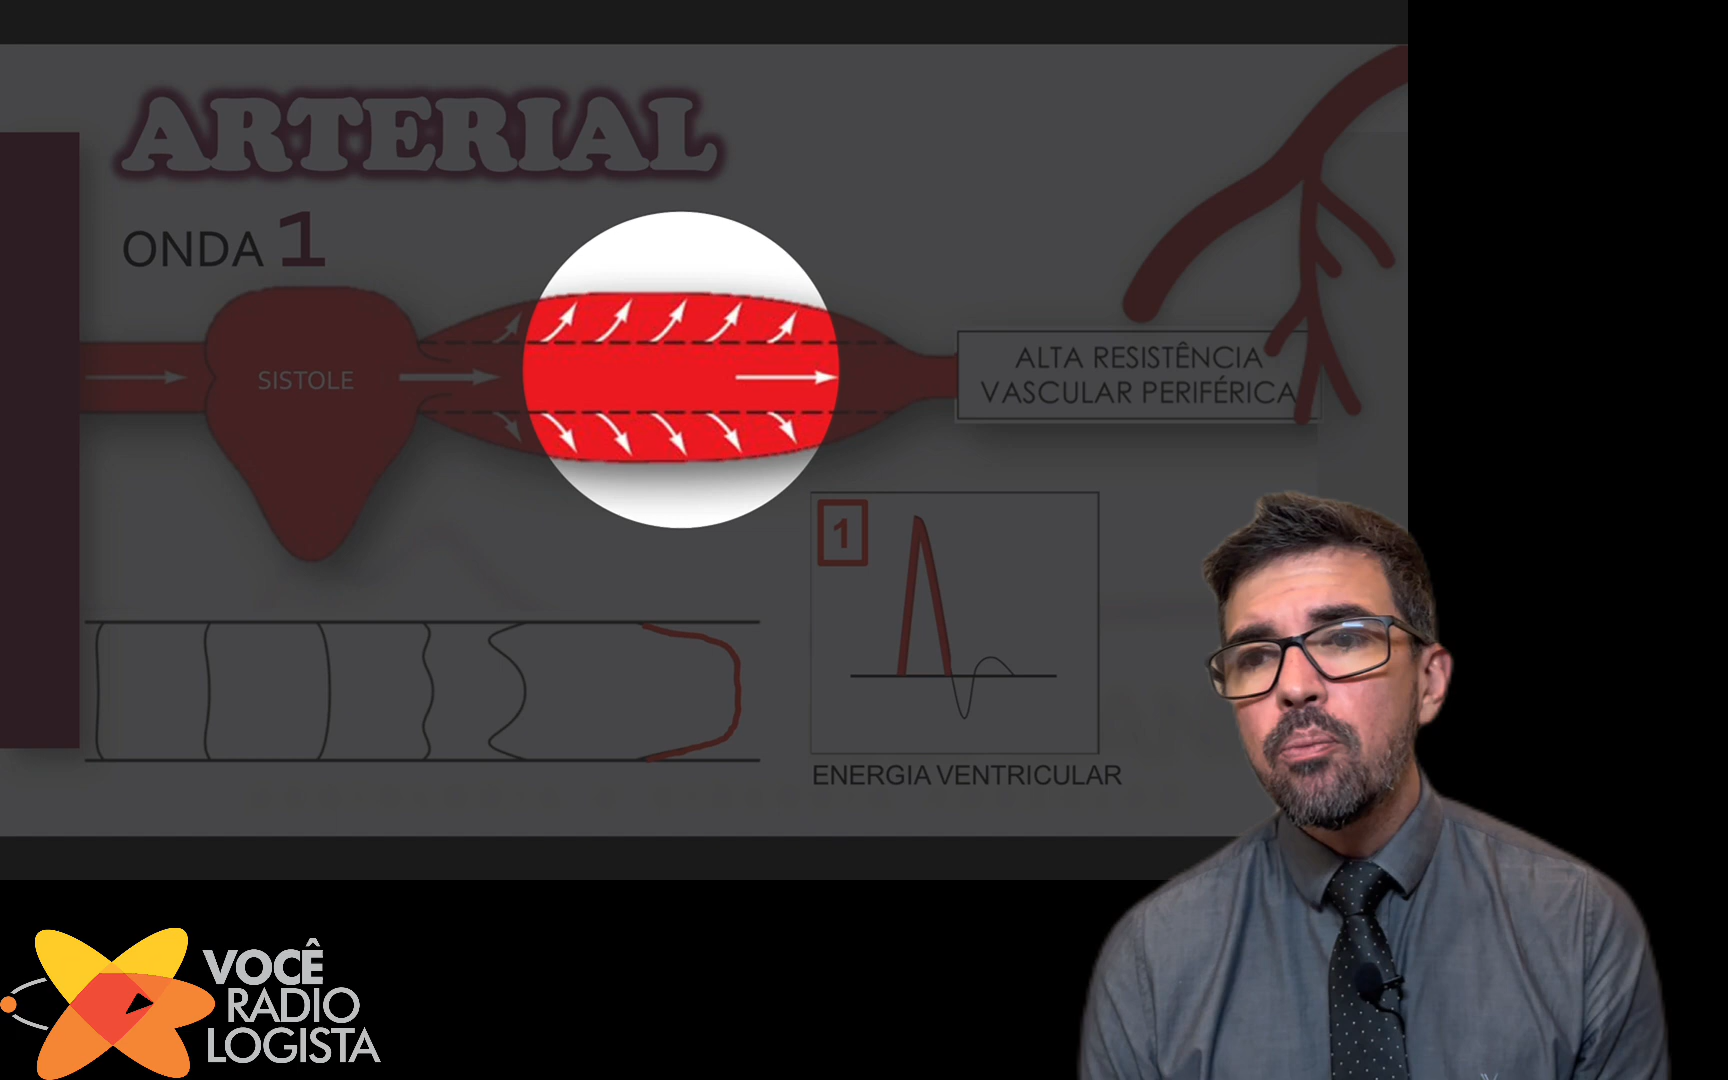 ARTERIAL
ONDA 1
SISTOLE
ALTA RESISTÊNCIA
VASCULAR PERIFÉRICA
1
ENERGIA VENTRICULAR
VOCÊ
RADIO
LOGISTA